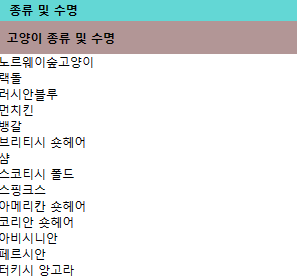 종류 및 수명
고양이 종류 및 수명
노르웨이숲고양이
랙돌
러시안블루
먼치킨
뱅갈
브리티시 숏헤어
샴
스코티시 폴드
스핑크스
아메리칸 숏헤어
코리안 숏헤어
아비시니안
페르시안
터키시 앙고라